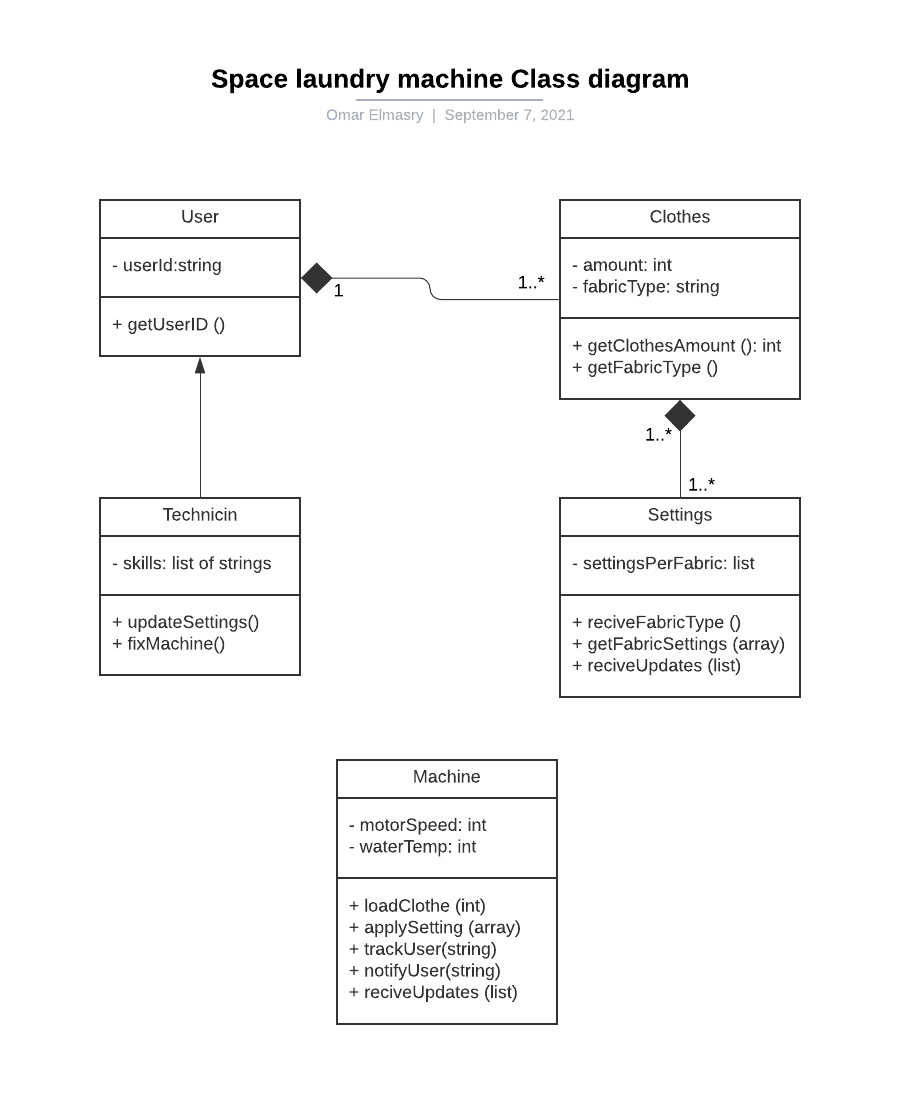 Space laundry machine Class diagram
Omar Elmasry | September 7, 2021
User
- userId:string
+ getUserID ()
1
1..*
Clothes
- amount: int
- fabricType: string
+ getClothesAmount (): int
+ getFabricType ()
1..*
1..*
Technicin
- skills: list of strings
+ updateSettings()
+ fixMachine()
Settings
- settingsPerFabric: list
+ reciveFabricType ()
+ getFabricSettings (array)
+ reciveUpdates (list)
Machine
- motorSpeed: int
- waterTemp: int
+ loadClothe (int)
+ applySetting (array)
+ trackUser(string)
+ notifyUser(string)
+ reciveUpdates (list)